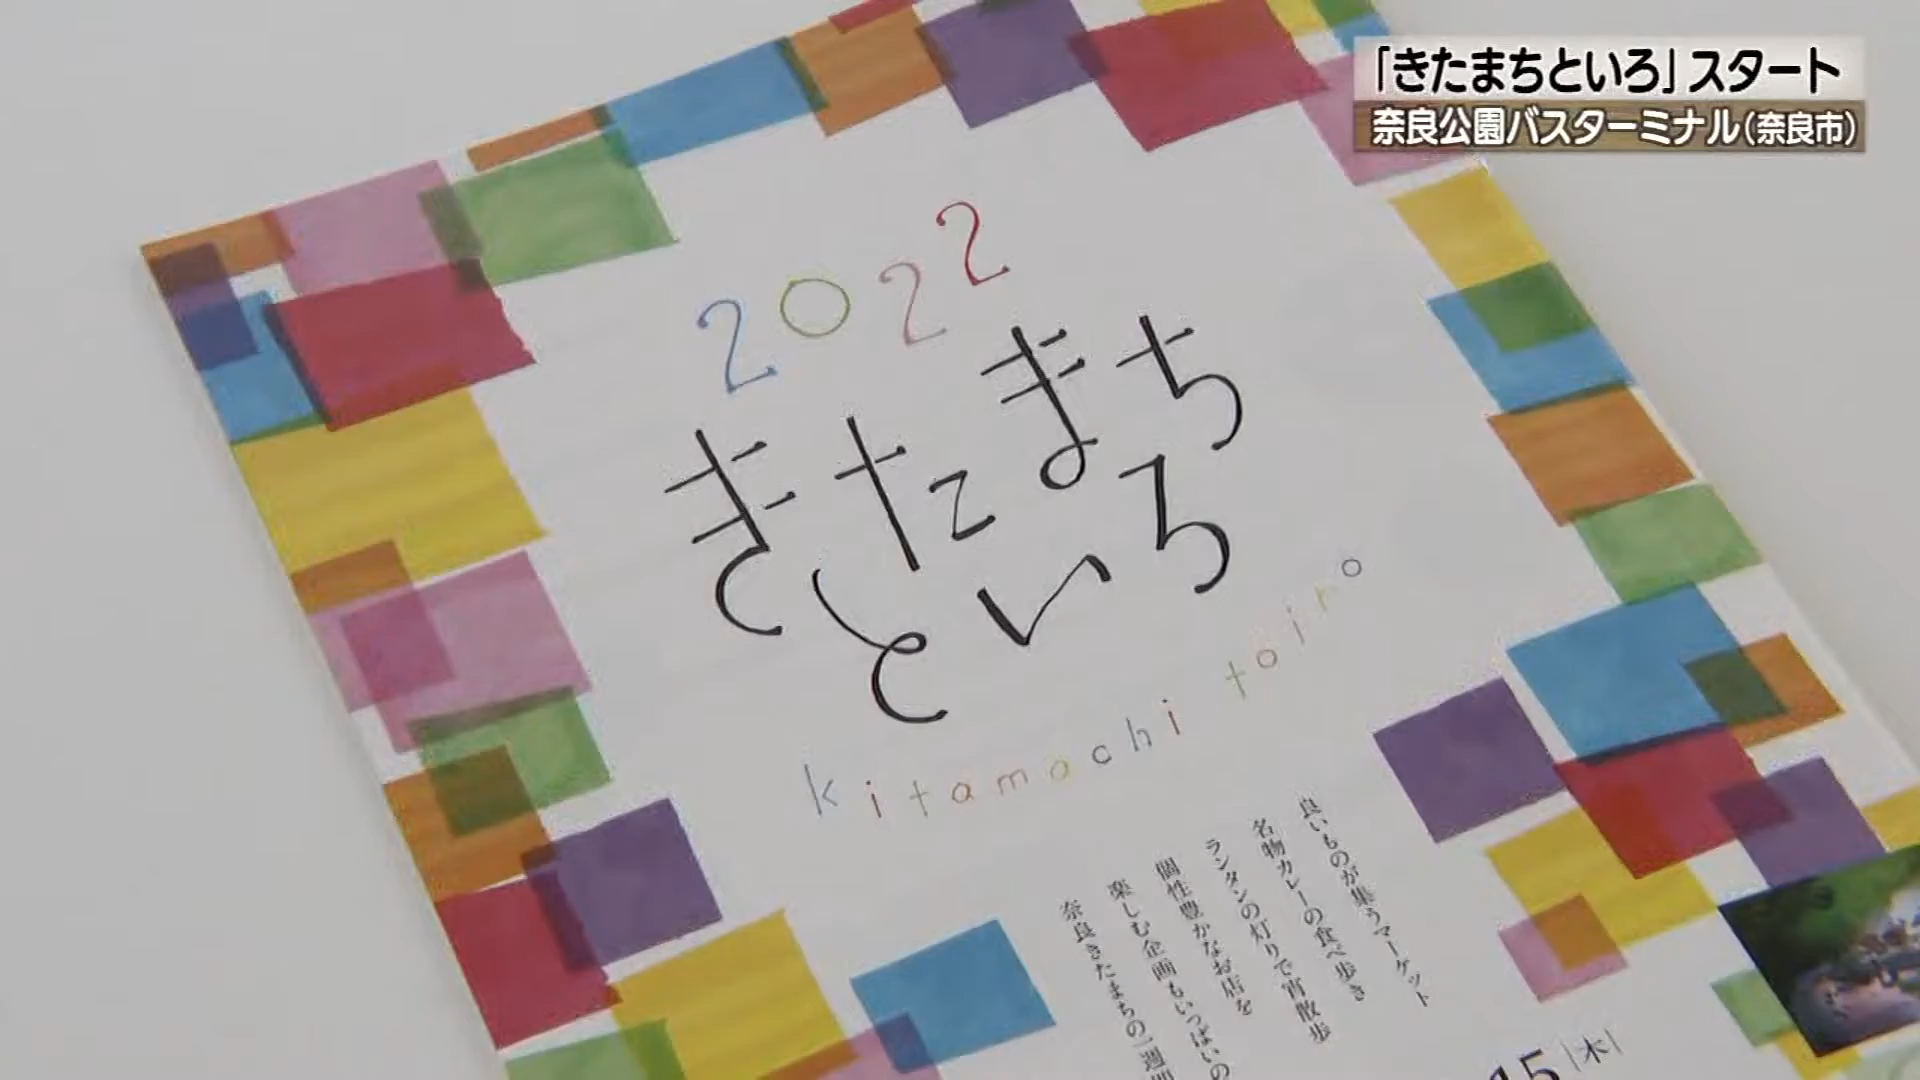 「きたまちといろ」スタート
奈良公園バスターミナル(奈良市)
2022
きたまち
といろ
kitamachi toiro
良いものが集うマーケット
名物カレーの食べ歩き
ランタンの灯りで宵散歩
個性豊かなお店を
楽しむ企画もいっぱいの
奈良きたまちの一週間
15|木|